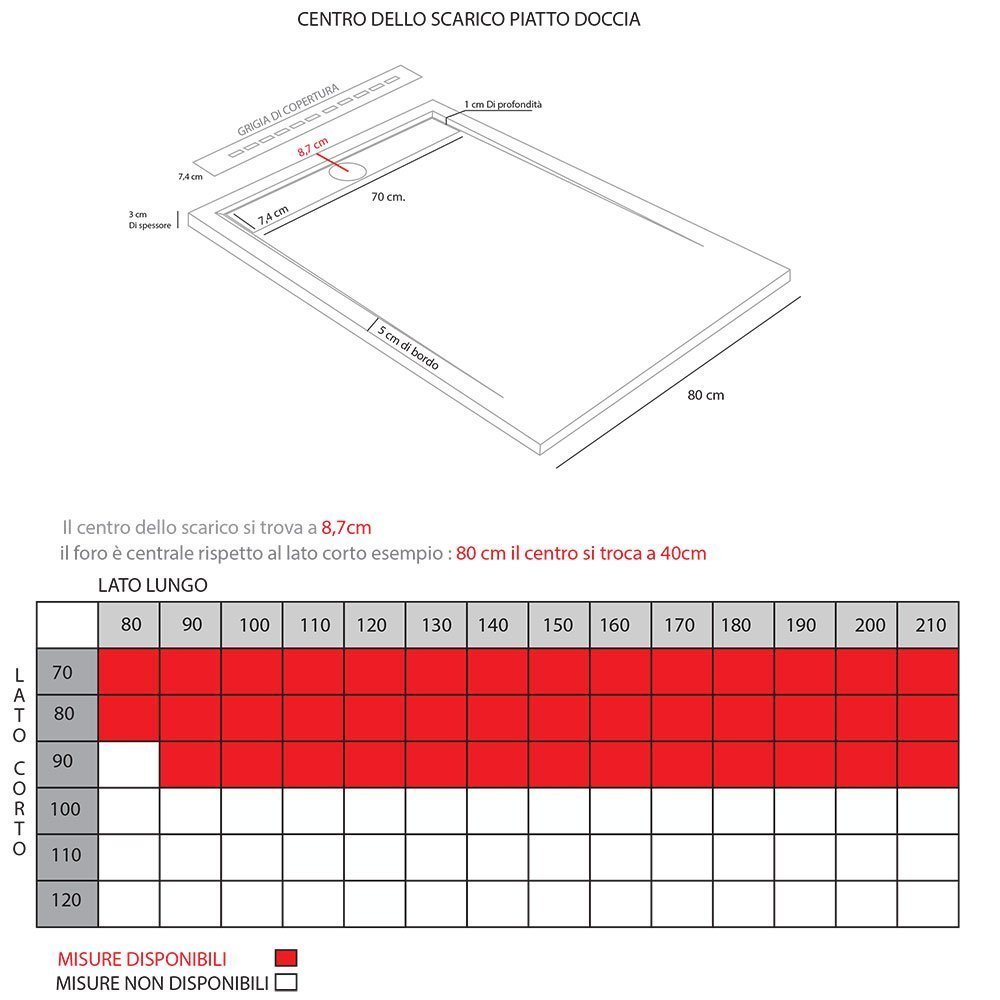 CENTRO DELLO SCARICO PIATTO DOCCIA
GRIGIA DI COPERTURA
1 cm Di profondità
8,7 cm
7,4 cm
70 cm.
7,4 cm
3 cm
Di spessore
5 cm di bordo
80 cm
Il centro dello scarico si trova a 8,7cm
il foro è centrale rispetto al lato corto esempio : 80 cm il centro si troca a 40cm
LATO LUNGO
80 90 100 110 120 130 140 150 160 170 180 190 200 210
LATO CORTO
70
80
90
100
110
120
MISURE DISPONIBILI
MISURE NON DISPONIBILI